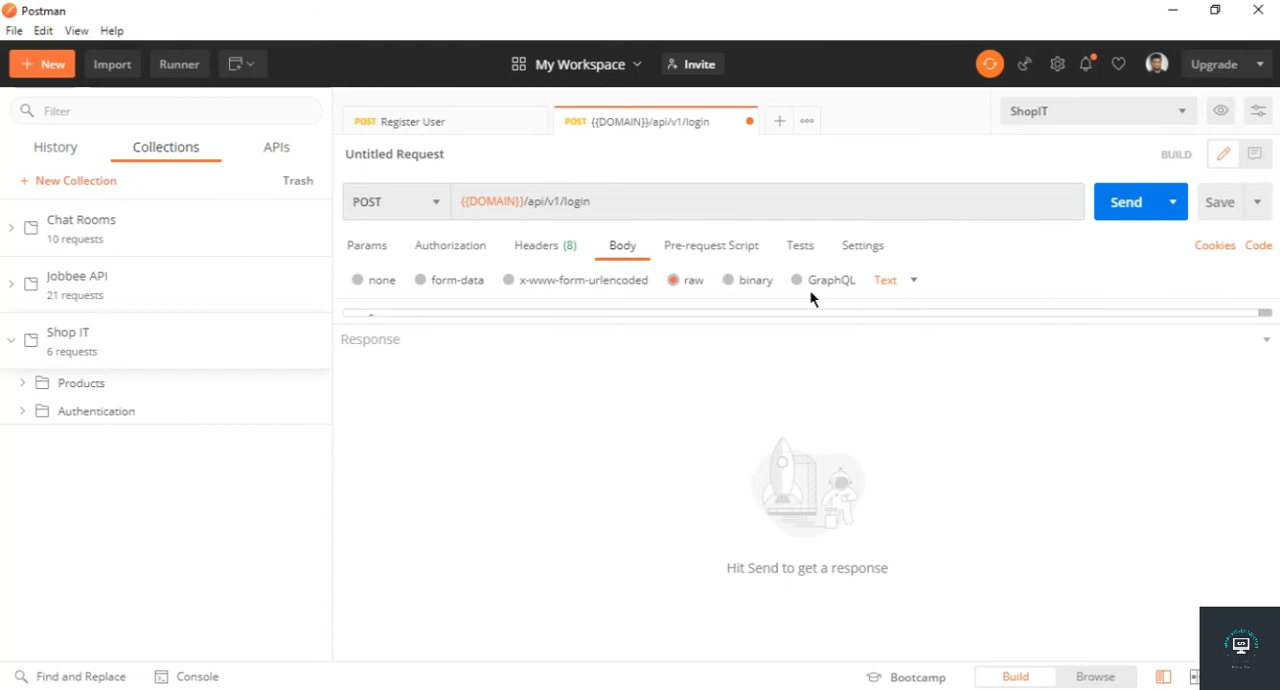 Postman
File Edit View Help
+ New Import Runner My Workspace Invite Upgrade
Filter
History Collections APIs
+ New Collection Trash
Chat Rooms
10 requests
Jobbee API
21 requests
Shop IT
6 requests
Products
Authentication
POST Register User POST {{DOMAIN}}/api/v1/login + ooo ShopIT
Untitled Request BUILD
POST {{DOMAIN}}/api/v1/login Send Save
Params Authorization Headers (8) Body Pre-request Script Tests Settings Cookies Code
none form-data x-www-form-urlencoded raw binary GraphQL Text
Response
Hit Send to get a response
Find and Replace Console Bootcamp Build Browse